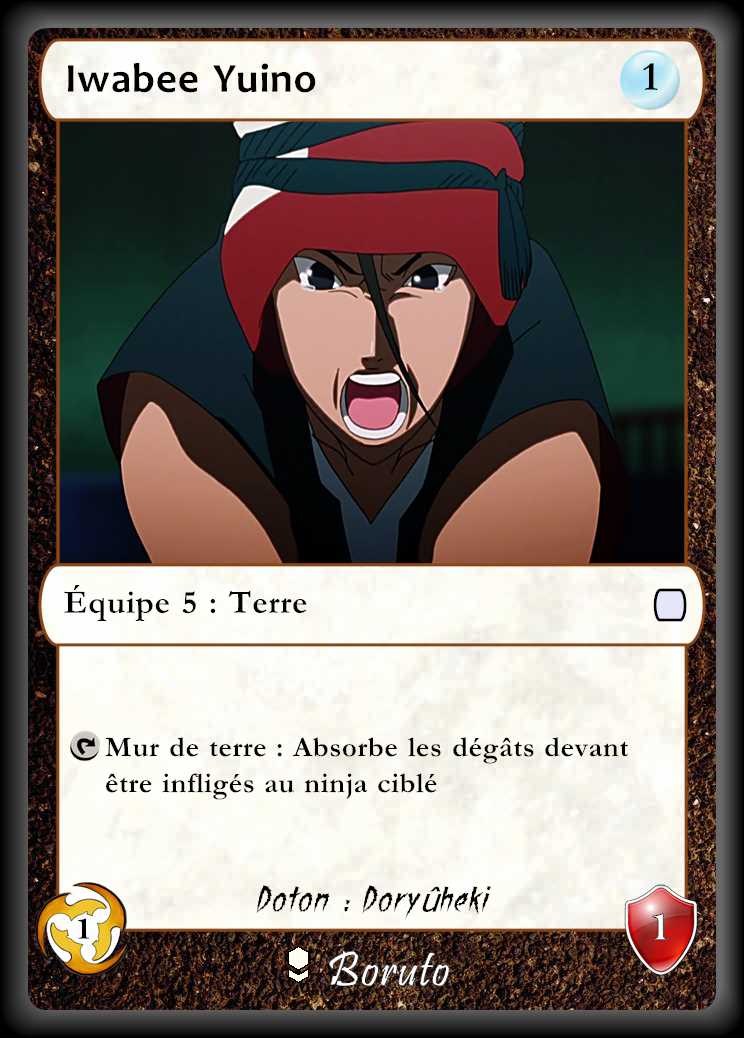 Iwabee Yuino
1
Équipe 5 : Terre
Mur de terre : Absorbe les dégâts devant
être infligés au ninja ciblé
Doton : Doryûheki
1
1
Boruto